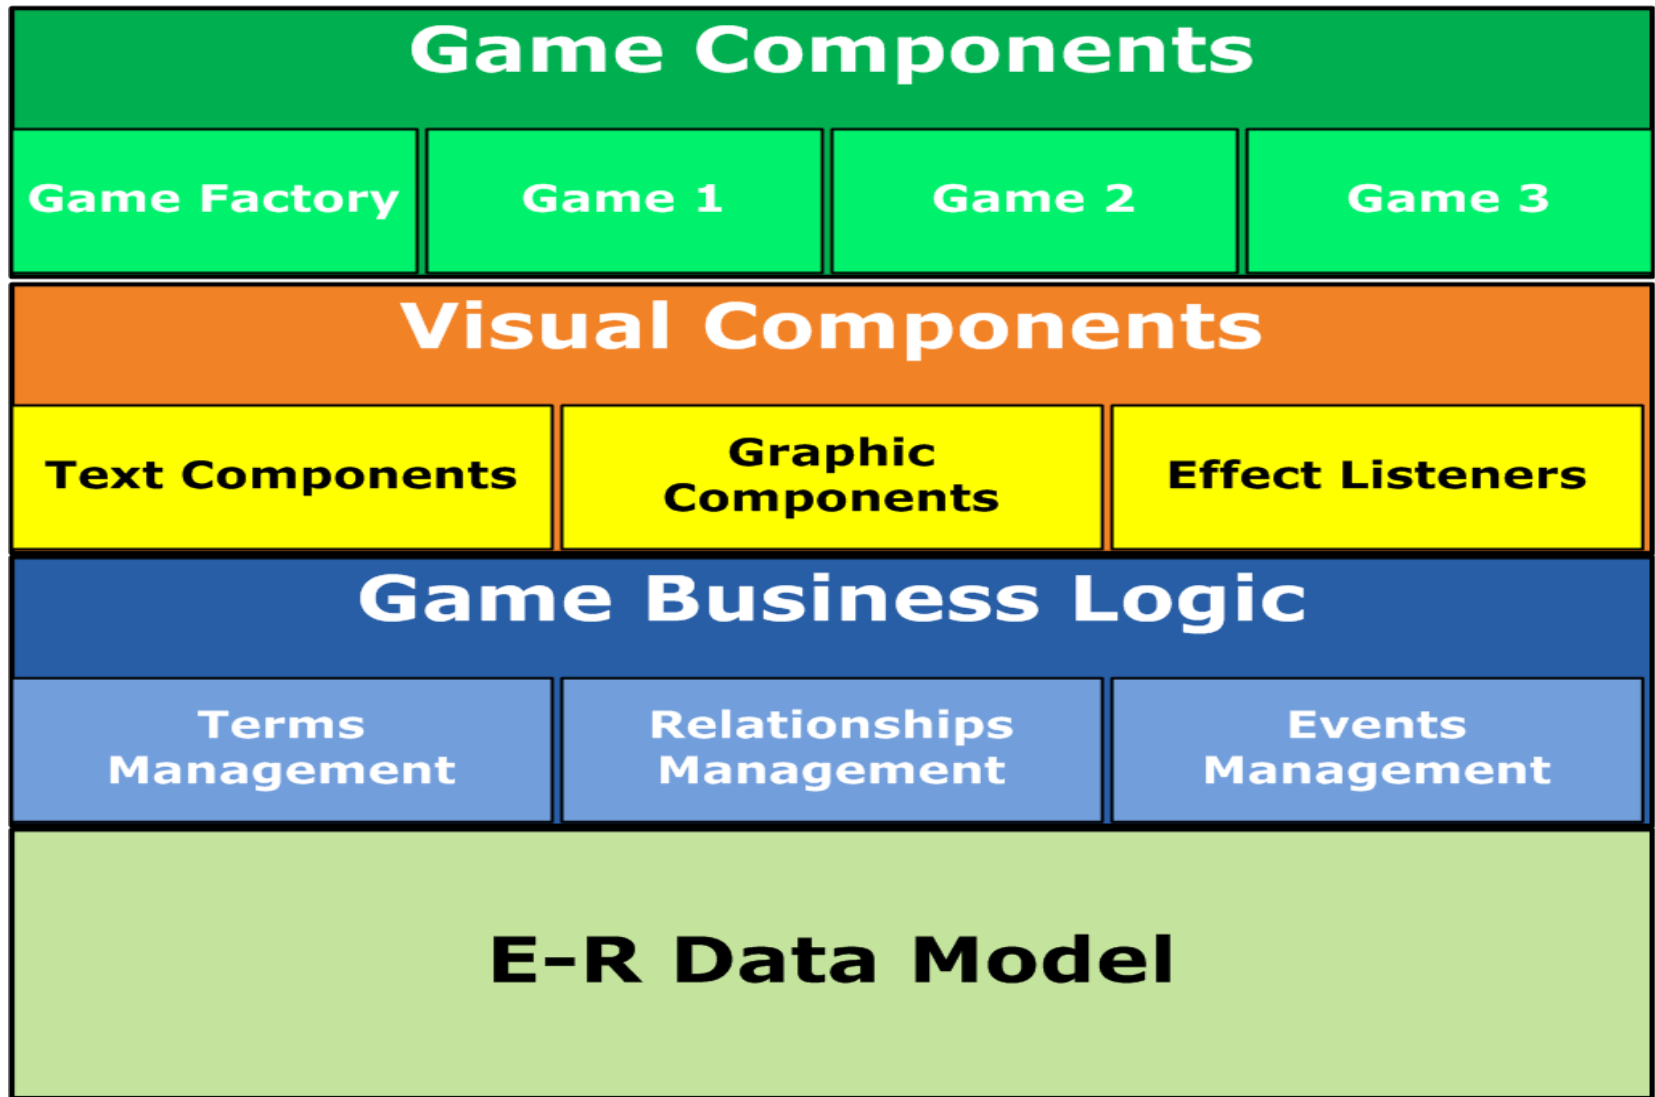 Game Components
Game Factory
Game 1
Game 2
Game 3
Visual Components
Text Components
Graphic
Components
Effect Listeners
Game Business Logic
Terms
Management
Relationships
Management
Events
Management
E-R Data Model